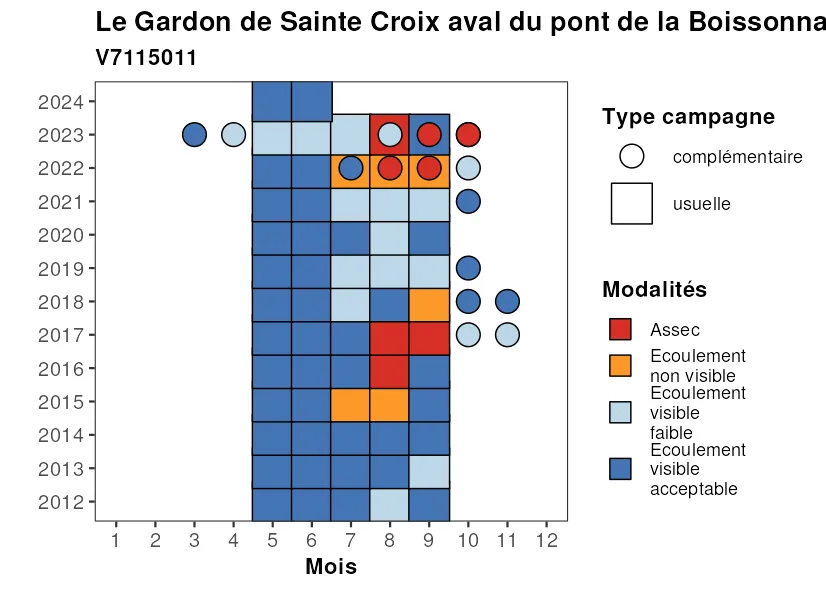 Le Gardon de Sainte Croix aval du pont de la Boissonna
V7115011
2024
2023
2022
2021
2020
2019
2018
2017
2016
2015
2014
2013
2012
1 2 3 4 5 6 7 8 9 10 11 12
Mois
Type campagne
complémentaire
usuelle
Modalités
Assec
Ecoulement
non visible
Ecoulement
visible
faible
Ecoulement
visible
acceptable